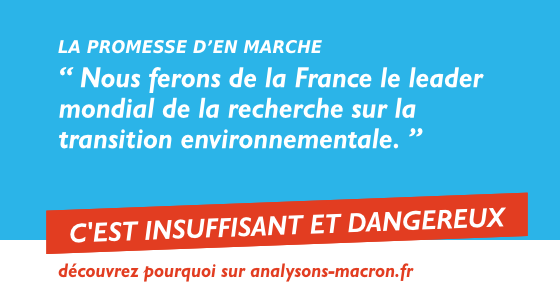 LA PROMESSE D’EN MARCHE
“ Nous ferons de la France le leader
mondial de la recherche sur la
transition environnementale. ”
C'EST INSUFFISANT ET DANGEREUX
découvrez pourquoi sur analysons-macron.fr